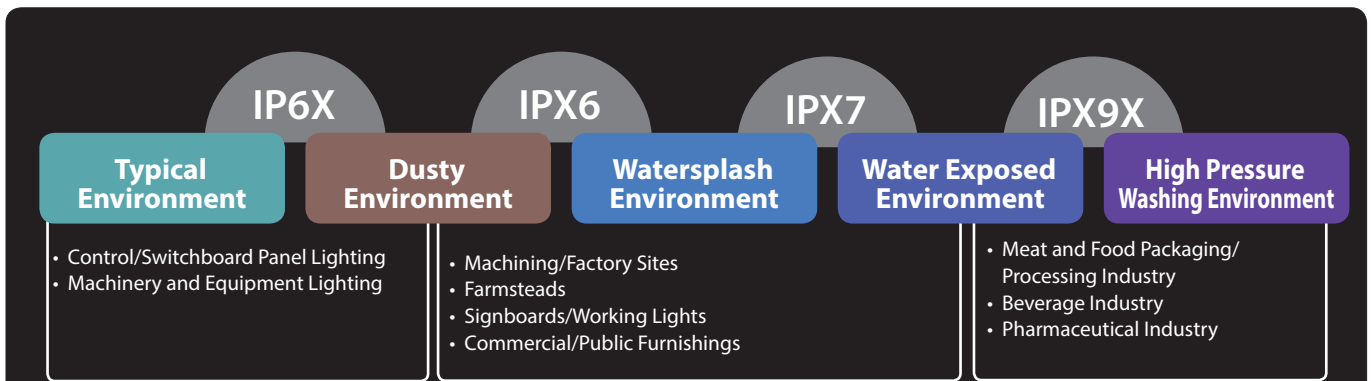 IP6X
IPX6
IPX7
IPX9X
Typical
Environment
Dusty
Environment
Watersplash
Environment
Water Exposed
Environment
High Pressure
Washing Environment
• Control/Switchboard Panel Lighting
• Machinery and Equipment Lighting
• Machining/Factory Sites
• Farmsteads
• Signboards/Working Lights
• Commercial/Public Furnishings
• Meat and Food Packaging/
Processing Industry
• Beverage Industry
• Pharmaceutical Industry